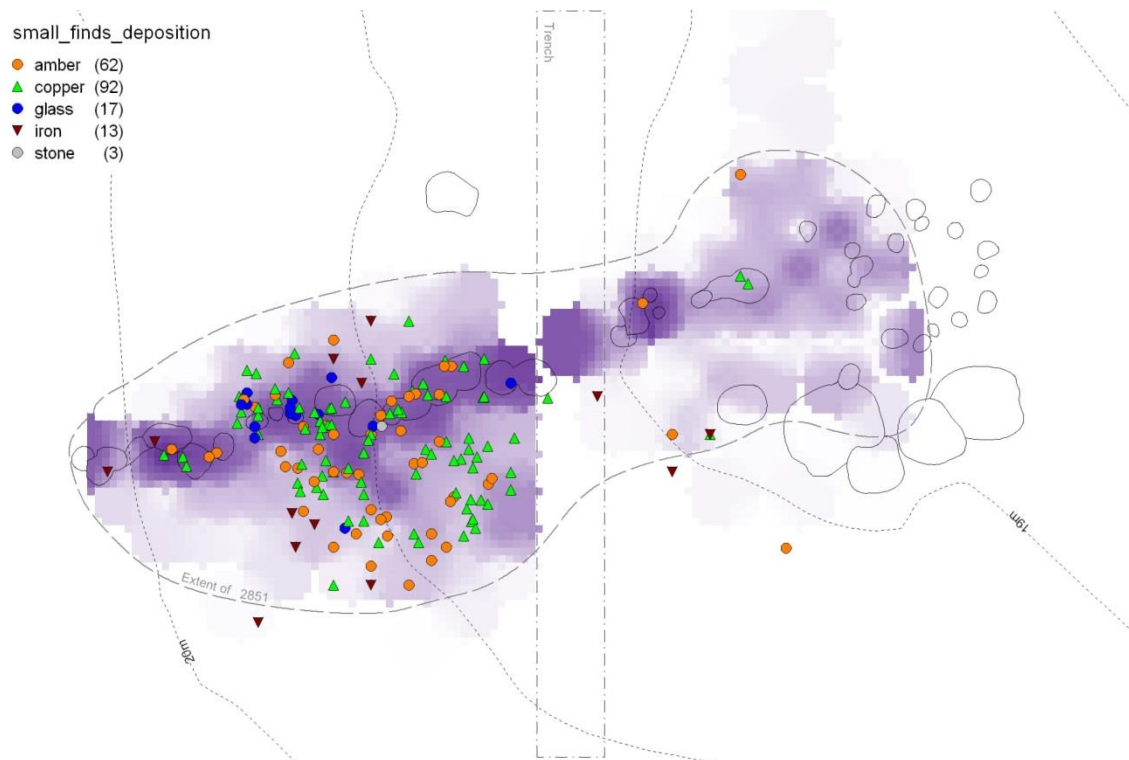 small_finds_deposition
amber (62)
copper (92)
glass (17)
iron (13)
stone (3)
Trench
Extent of 2851
20m
19m